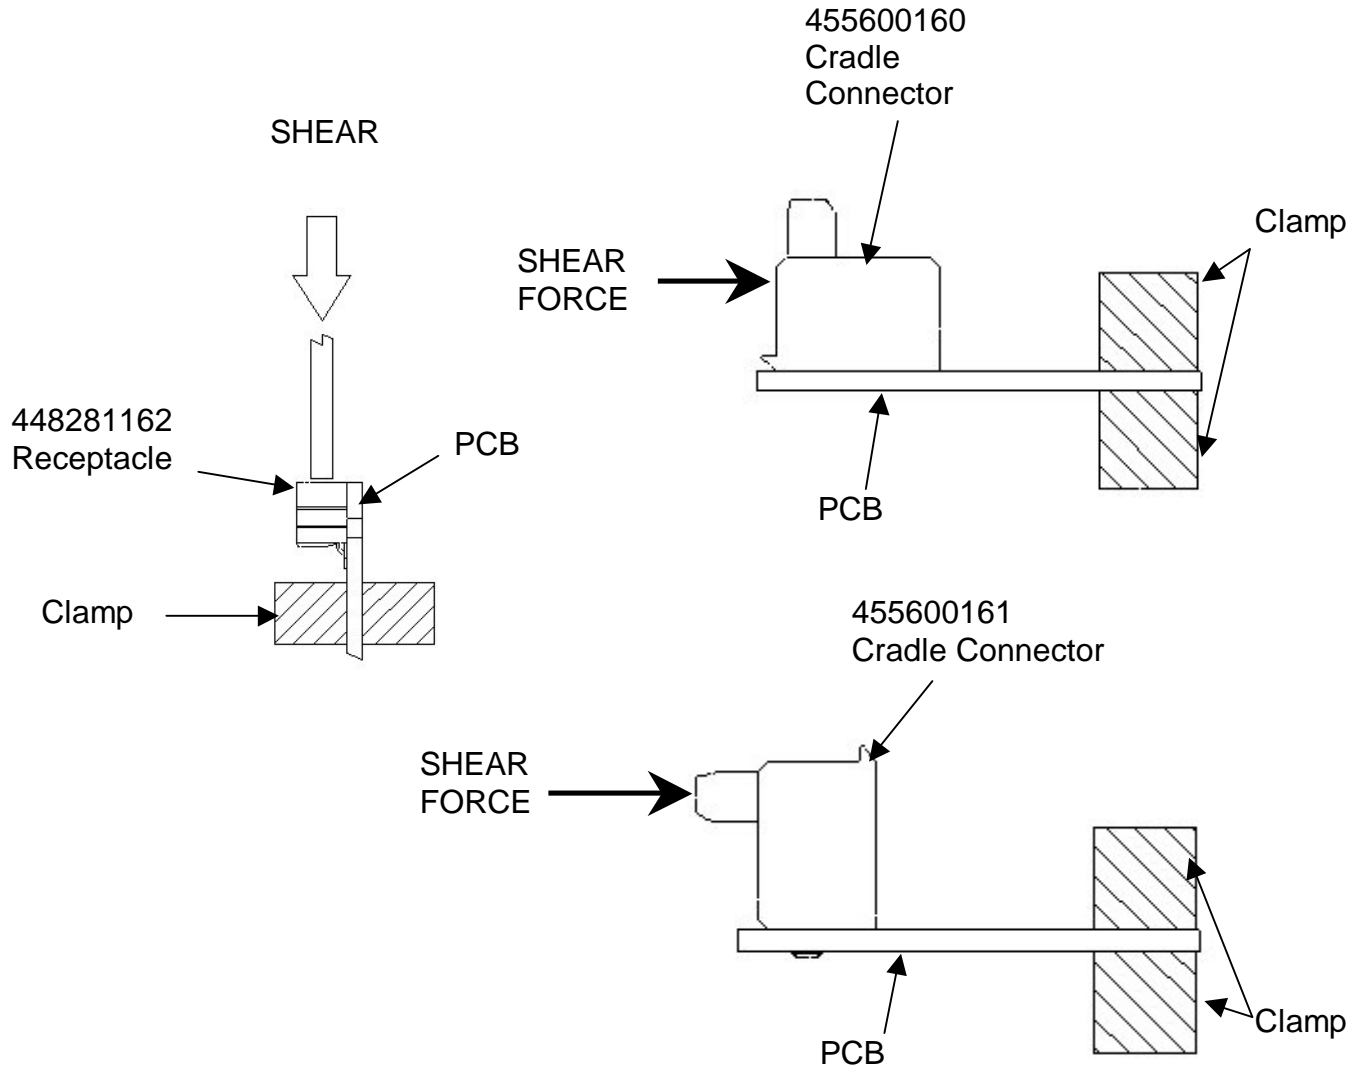 SHEAR
448281162
Receptacle
PCB
Clamp
455600160
Cradle
Connector
SHEAR
FORCE
Clamp
PCB
455600161
Cradle Connector
SHEAR
FORCE
Clamp
PCB